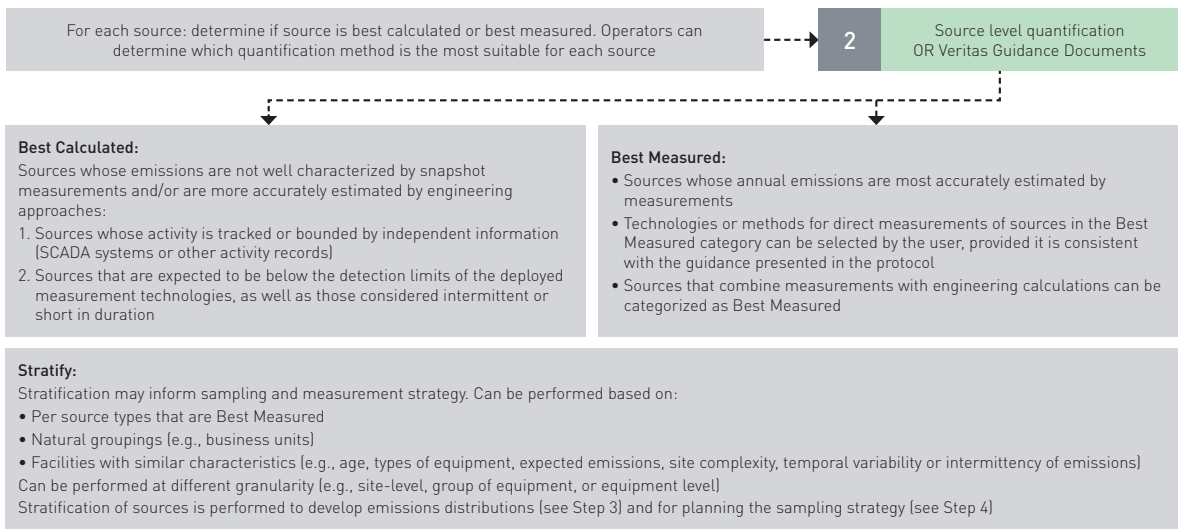 For each source: determine if source is best calculated or best measured. Operators can
determine which quantification method is the most suitable for each source
2
Source level quantification
OR Veritas Guidance Documents
Best Calculated:
Sources whose emissions are not well characterized by snapshot
measurements and/or are more accurately estimated by engineering
approaches:
1. Sources whose activity is tracked or bounded by independent information
(SCADA systems or other activity records)
2. Sources that are expected to be below the detection limits of the deployed
measurement technologies, as well as those considered intermittent or
short in duration
Best Measured:
• Sources whose annual emissions are most accurately estimated by
measurements
• Technologies or methods for direct measurements of sources in the Best
Measured category can be selected by the user, provided it is consistent
with the guidance presented in the protocol
• Sources that combine measurements with engineering calculations can be
categorized as Best Measured
Stratify:
Stratification may inform sampling and measurement strategy. Can be performed based on:
• Per source types that are Best Measured
• Natural groupings (e.g., business units)
• Facilities with similar characteristics (e.g., age, types of equipment, expected emissions, site complexity, temporal variability or intermittency of emissions)
Can be performed at different granularity (e.g., site-level, group of equipment, or equipment level)
Stratification of sources is performed to develop emissions distributions (see Step 3) and for planning the sampling strategy (see Step 4)